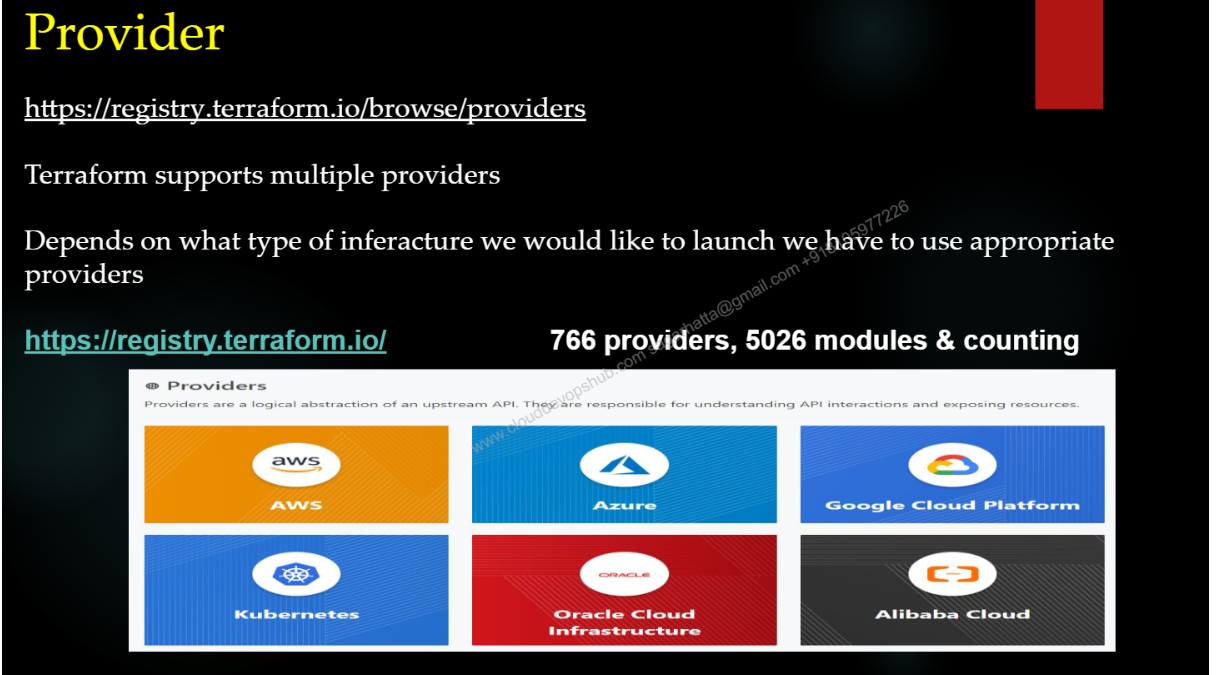 Provider
https://registry.terraform.io/browse/providers
Terraform supports multiple providers
Depends on what type of inferacture we would like to launch we have to use appropriate
providers
https://registry.terraform.io/
766 providers, 5026 modules & counting
Providers
Providers are a logical abstraction of an upstream API. They are responsible for understanding API interactions and exposing resources.
aws
AWS
Azure
Google Cloud Platform
Kubernetes
ORACLE
Oracle Cloud
Infrastructure
Alibaba Cloud
www.clouddevopshub.com